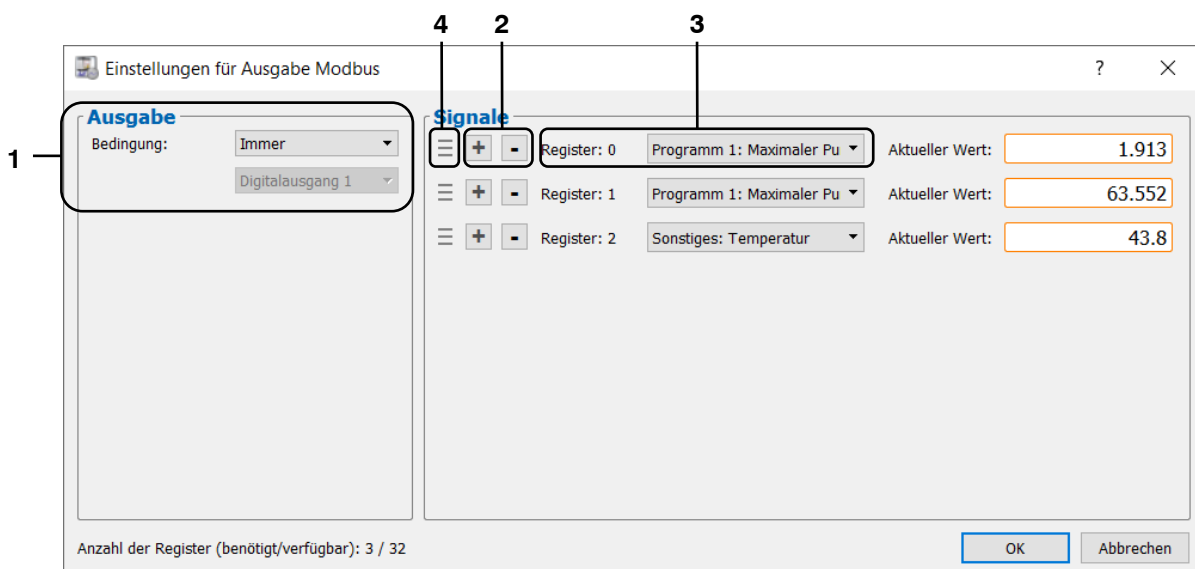 4 2 3
Einstellungen für Ausgabe Modbus ?
1
Ausgabe
Bedingung: Immer
Digitalausgang 1
Signale
+ - Register: 0 Programm 1: Maximaler Pu Aktueller Wert: 1.913
+ - Register: 1 Programm 1: Maximaler Pu Aktueller Wert: 63.552
+ - Register: 2 Sonstiges: Temperatur Aktueller Wert: 43.8
Anzahl der Register (benötigt/verfügbar): 3 / 32
OK Abbrechen